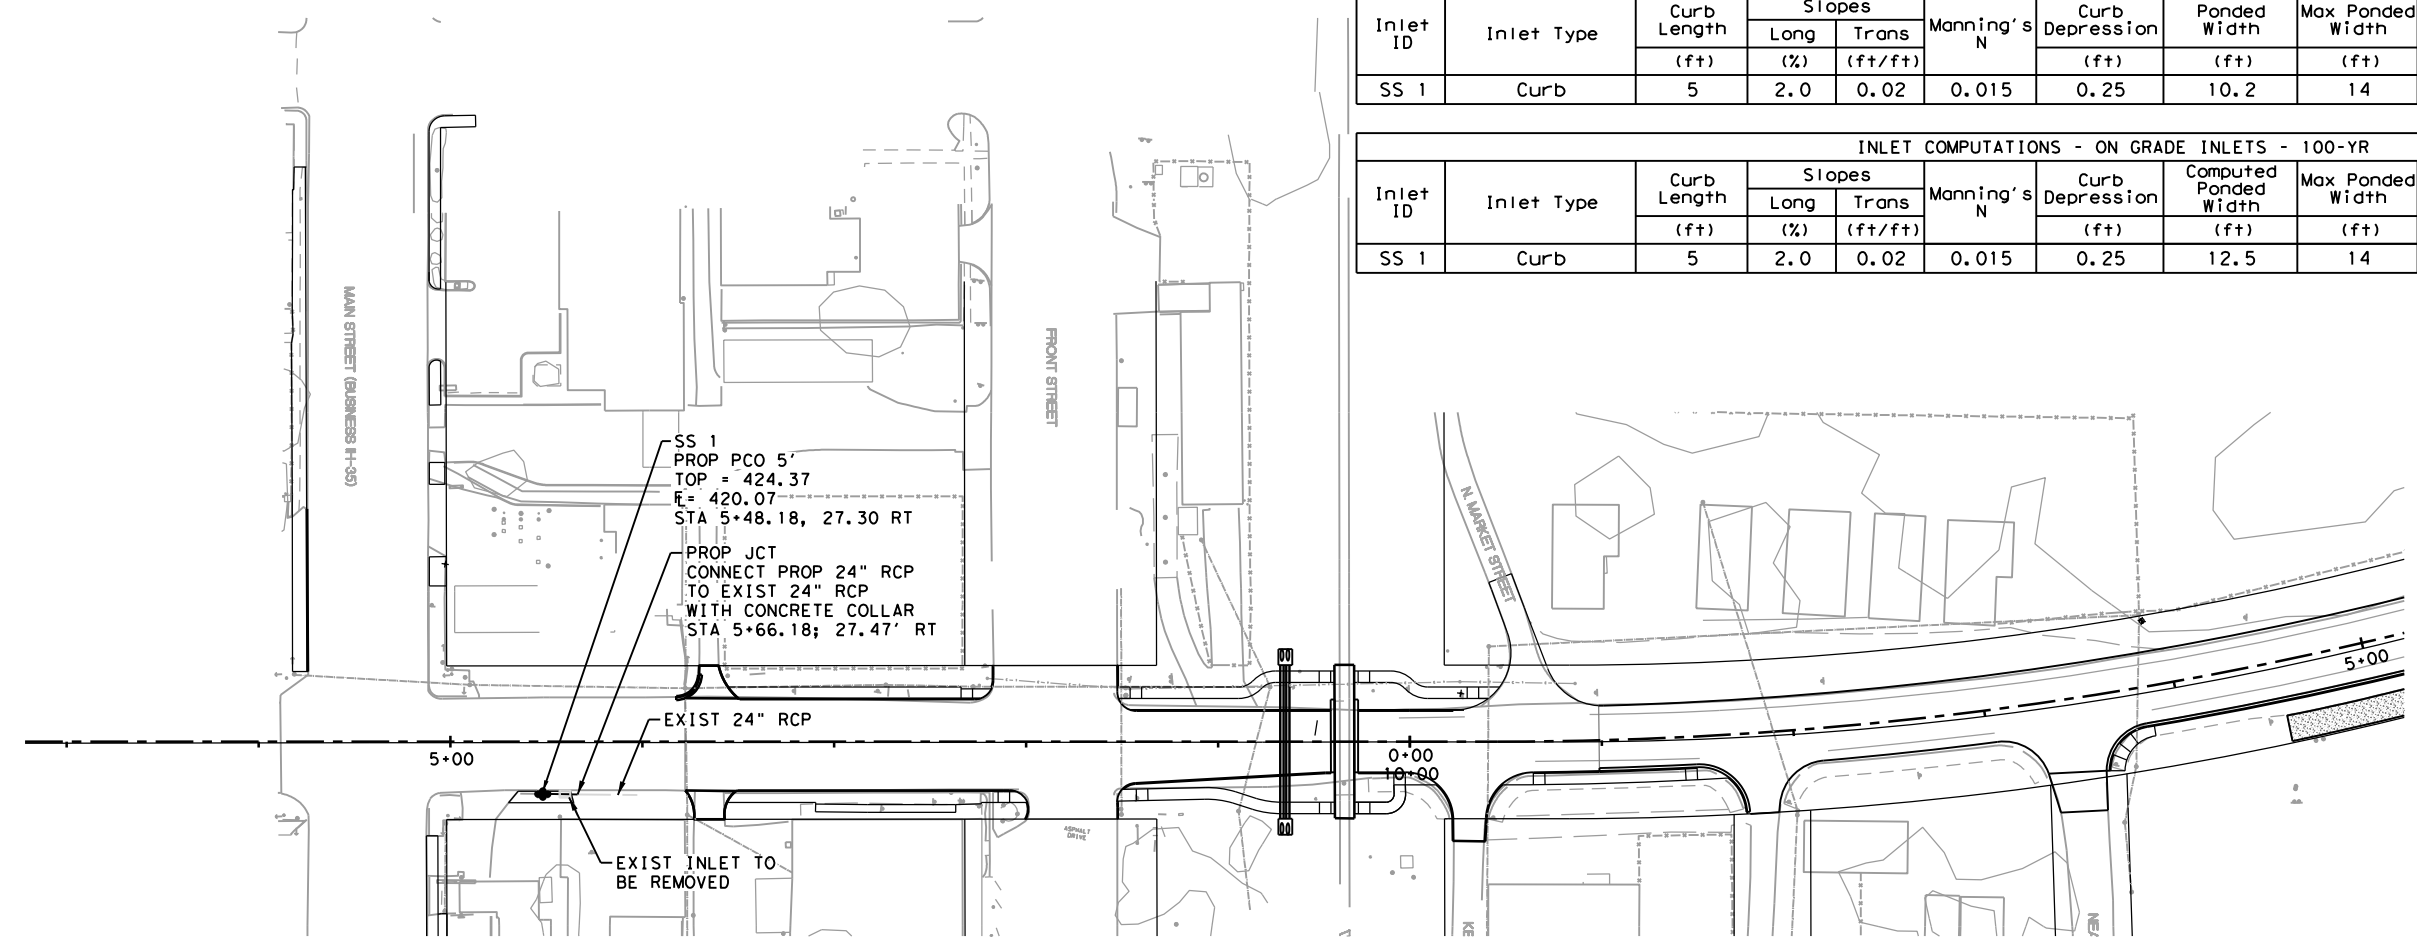 Inlet ID
Inlet Type
Curb Length
Slopes
Manning's N
Curb Depression
Ponded Width
Max Ponded Width
Long
Trans
(ft)
(%)
(ft/ft)
(ft)
(ft)
(ft)
SS 1 Curb 5 2.0 0.02 0.015 0.25 10.2 14
INLET COMPUTATIONS - ON GRADE INLETS - 100-YR
Inlet ID
Inlet Type
Curb Length
Slopes
Manning's N
Curb Depression
Computed Ponded Width
Max Ponded Width
Long
Trans
(ft)
(%)
(ft/ft)
(ft)
(ft)
(ft)
SS 1 Curb 5 2.0 0.02 0.015 0.25 12.5 14
MAIN STREET (BUSINESS IH-35)
FRONT STREET
N. MARKET STREET
SS 1
PROP PCO 5'
TOP = 424.37
= 420.07
STA 5+48.18, 27.30 RT
PROP JCT
CONNECT PROP 24" RCP
TO EXIST 24" RCP
WITH CONCRETE COLLAR
STA 5+66.18; 27.47' RT
EXIST 24" RCP
5+00
0+00
10+00
5+00
ASPHALT
DRIVE
EXIST INLET TO
BE REMOVED